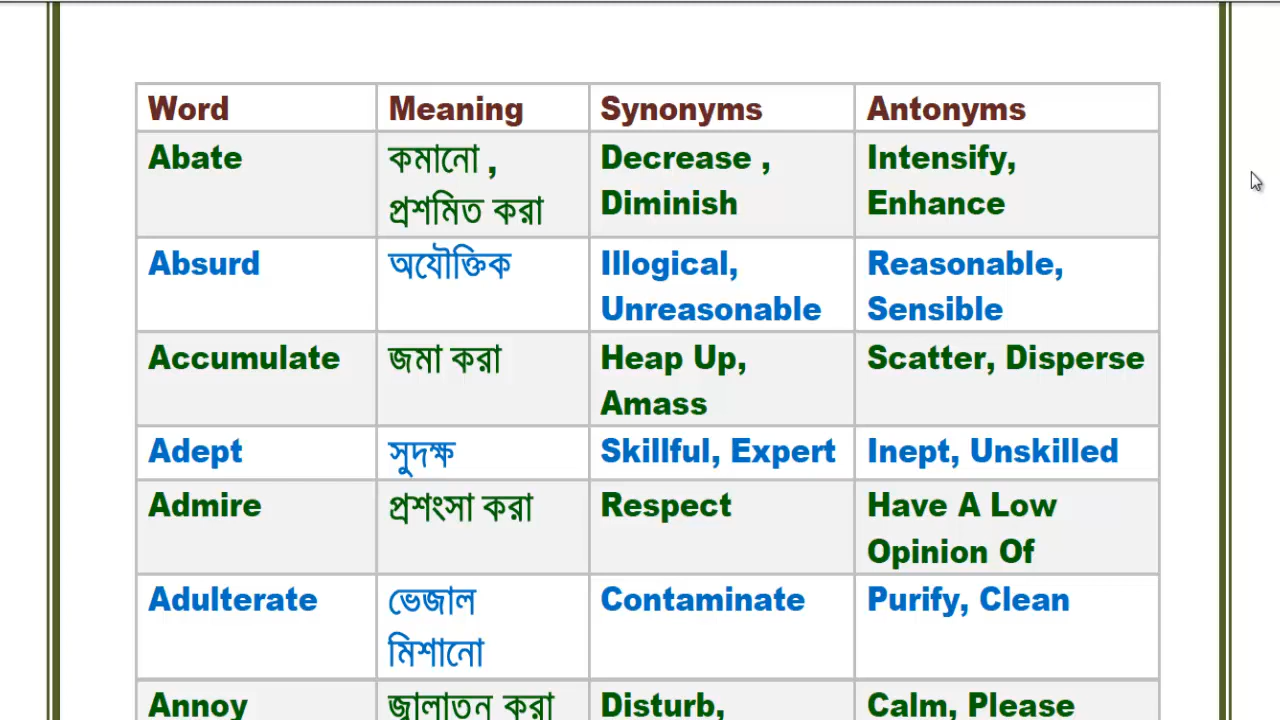 Word Meaning Synonyms Antonyms
Abate কমানো , Decrease , Intensify,
প্রশমিত করা Diminish Enhance
Absurd অযৌক্তিক Illogical, Reasonable,
Unreasonable Sensible
Accumulate জমা করা Heap Up, Scatter, Disperse
Amass
Adept সুদক্ষ Skillful, Expert Inept, Unskilled
Admire প্রশংসা করা Respect Have A Low
Opinion Of
Adulterate ভেজাল Contaminate Purify, Clean
মিশানো
Annoy জ্বালাতন করা Disturb, Calm, Please